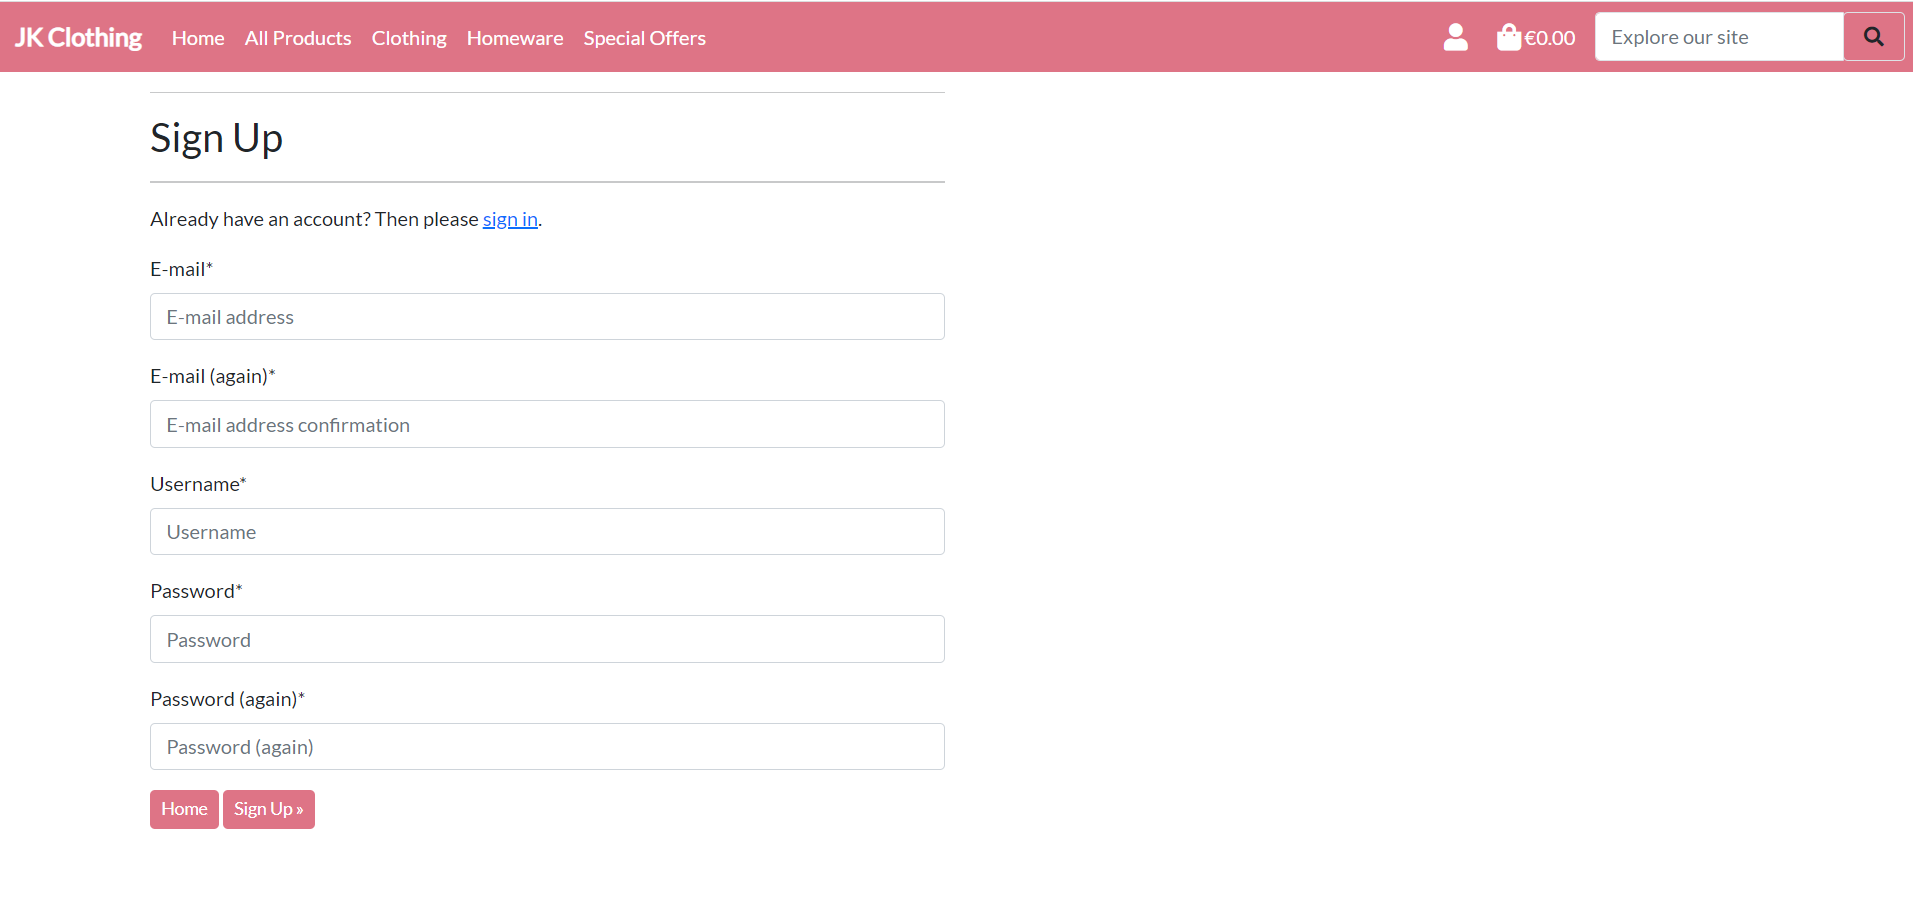 JK Clothing Home All Products Clothing Homeware Special Offers €0.00 Explore our site
Sign Up
Already have an account? Then please sign in.
E-mail*
E-mail address
E-mail (again)*
E-mail address confirmation
Username*
Username
Password*
Password
Password (again)*
Password (again)
Home Sign Up »